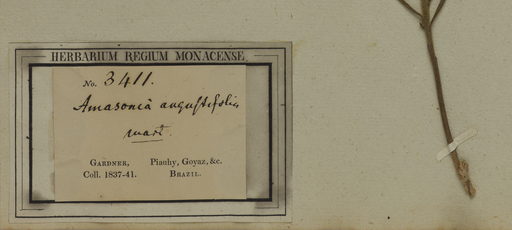 HERBARIUM REGIUM MONACENSE
No. 3411.
Amasonia angustifolia
mart.
GARDNER, Piauhy, Goyaz, &c.
Coll. 1837-41. BRAZIL.